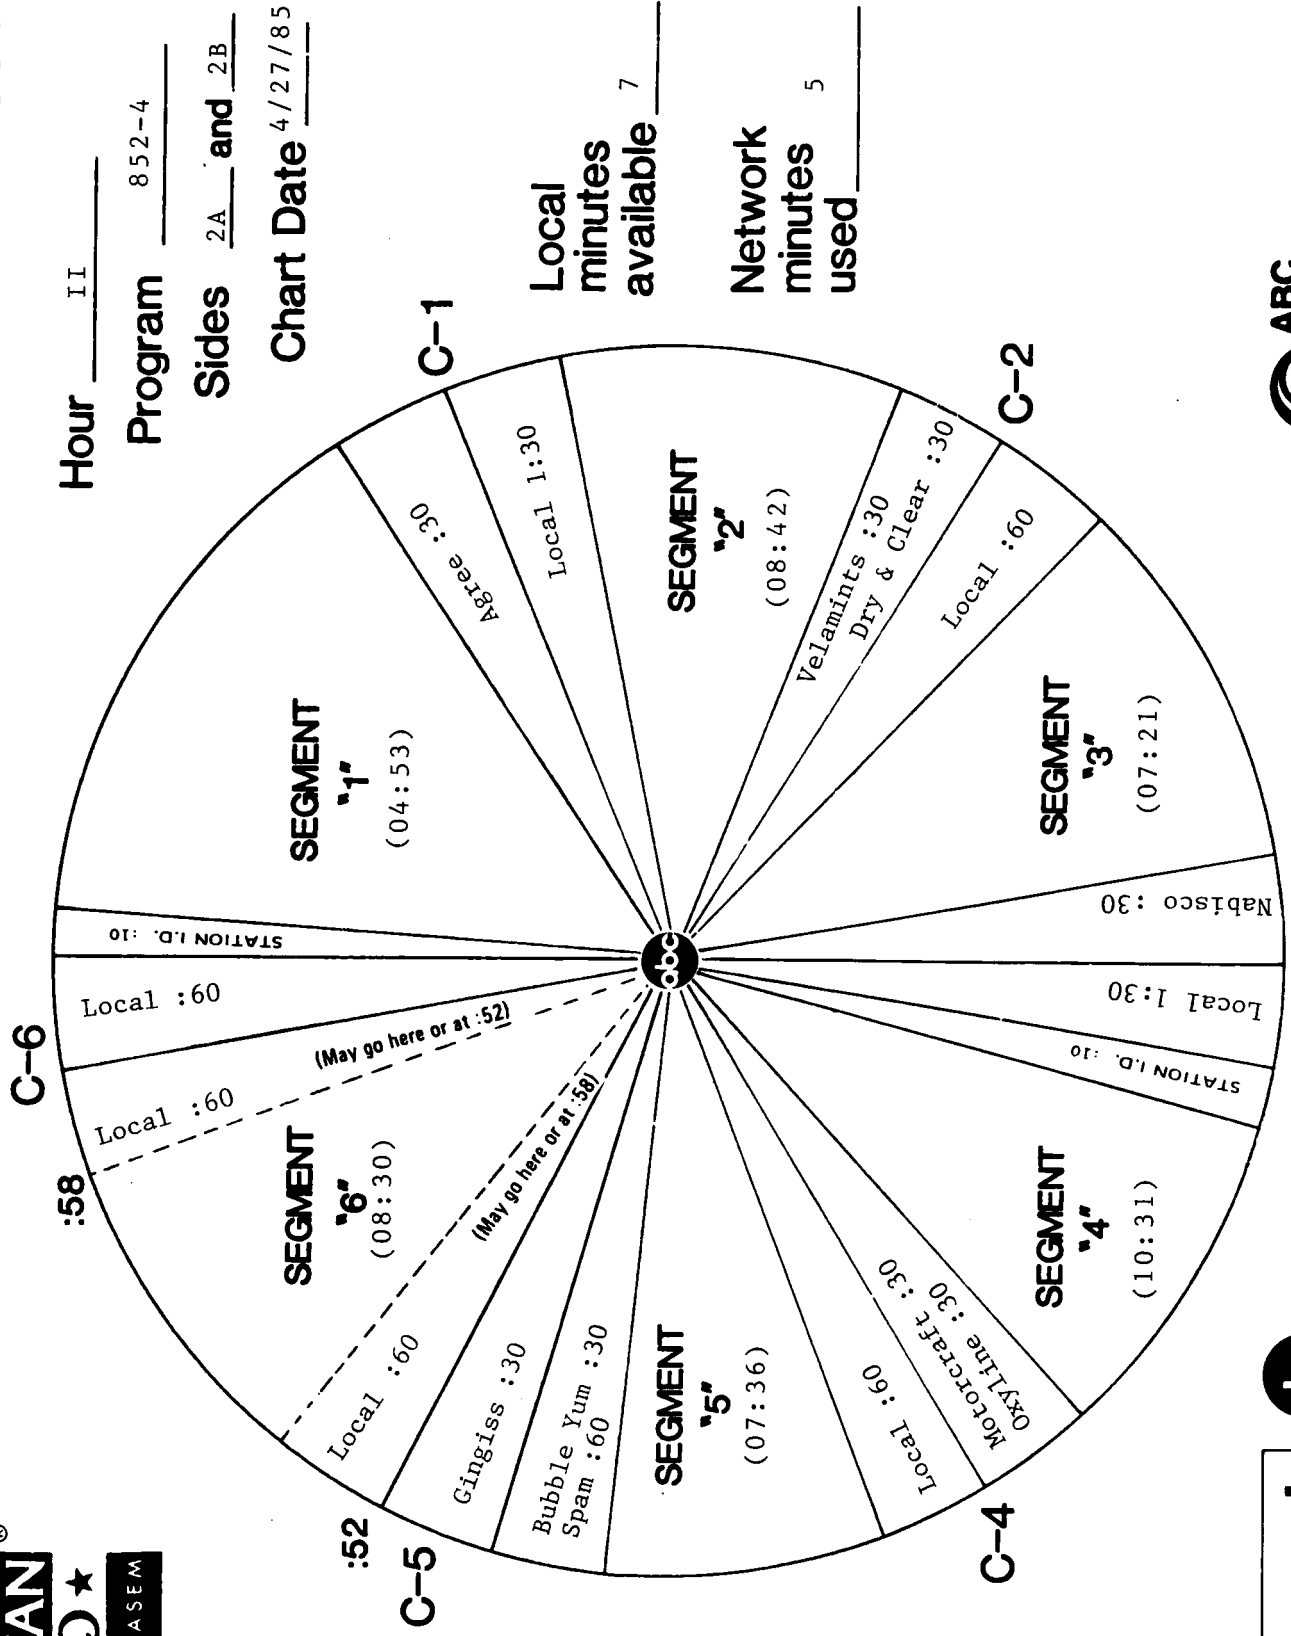 Hour II
Program 852-4
Sides 2A and 2B
Chart Date 4/27/85
Local
minutes
available 7
Network
minutes
used 5
C-1
C-2
C-4
C-5
:52
:58
C-6
SEGMENT
"1"
(04:53)
Agree :30
Local 1:30
SEGMENT
"2"
(08:42)
Velamints :30
Dry & Clear :30
Local :60
SEGMENT
"3"
(07:21)
Nabisco :30
Local 1:30
STATION I.D. :10
SEGMENT
"4"
(10:31)
Oxyline :30
Motorcraft :30
Local :60
SEGMENT
"5"
(07:36)
Spam :60
Bubble Yum :30
Gingiss :30
Local :60
(May go here or at :58)
SEGMENT
"6"
(08:30)
(May go here or at :52)
Local :60
Local :60
STATION I.D. :10
abc
ABC
AN
®
ASEM